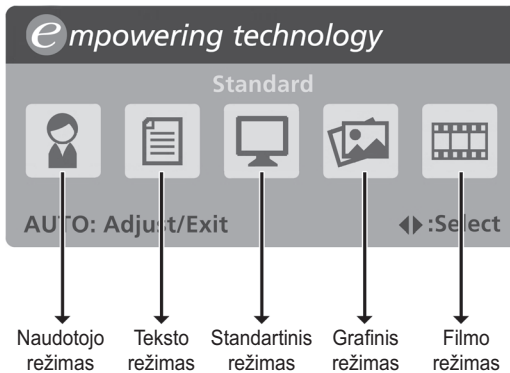 empowering technology
Standard
AUTO: Adjust/Exit :Select
Naudotojo režimas
Teksto režimas
Standartinis režimas
Grafinis režimas
Filmo režimas